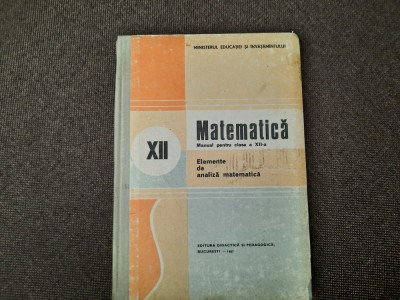 MINISTERUL EDUCAȚIEI ȘI ÎNVĂȚĂMÎNTULUI
XII
Matematică
Manual pentru clasa a XII-a
Elemente
de
analiză matematică
EDITURA DIDACTICĂ ȘI PEDAGOGICĂ,
BUCUREȘTI —